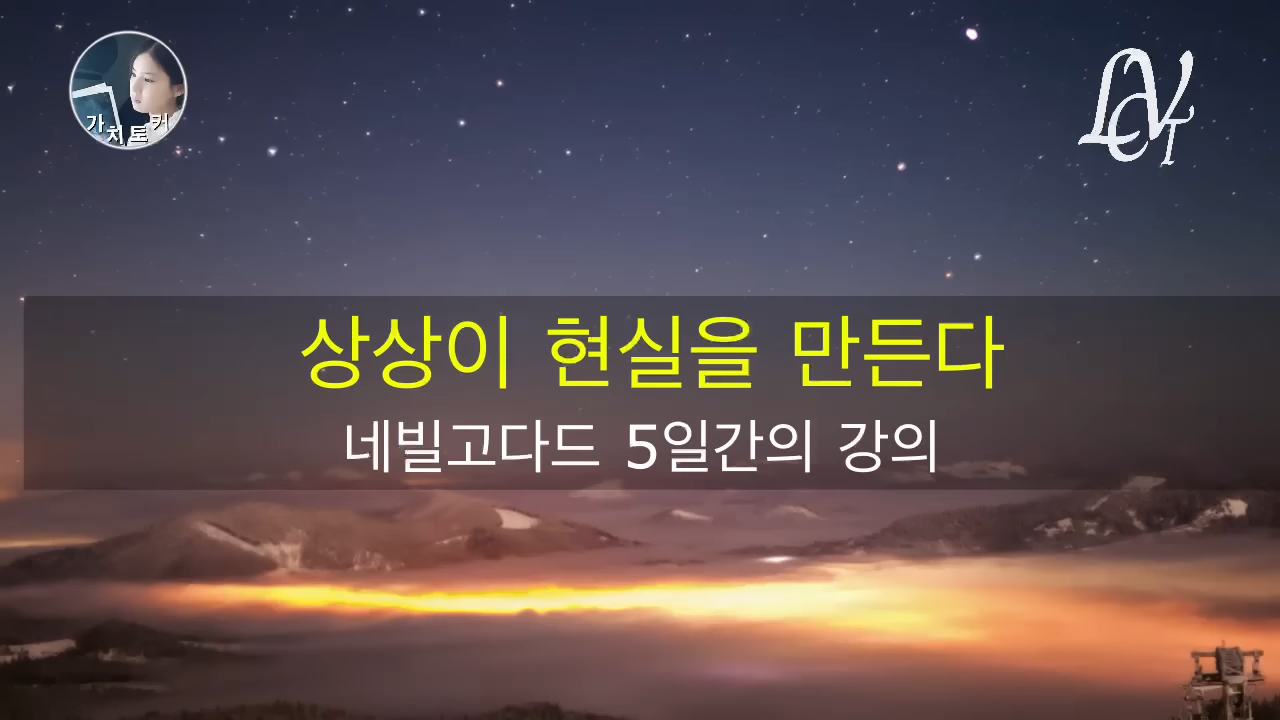 가치토커
상상이 현실을 만든다
네빌고다드 5일간의 강의